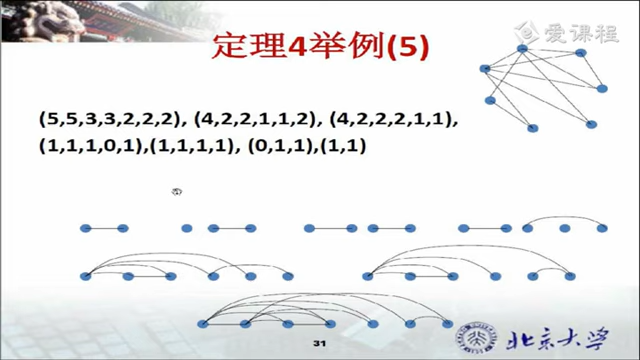 爱课程
定理4举例(5)
(5,5,3,3,2,2,2), (4,2,2,1,1,2), (4,2,2,2,1,1),
(1,1,1,0,1),(1,1,1,1), (0,1,1),(1,1)
31
北京大学